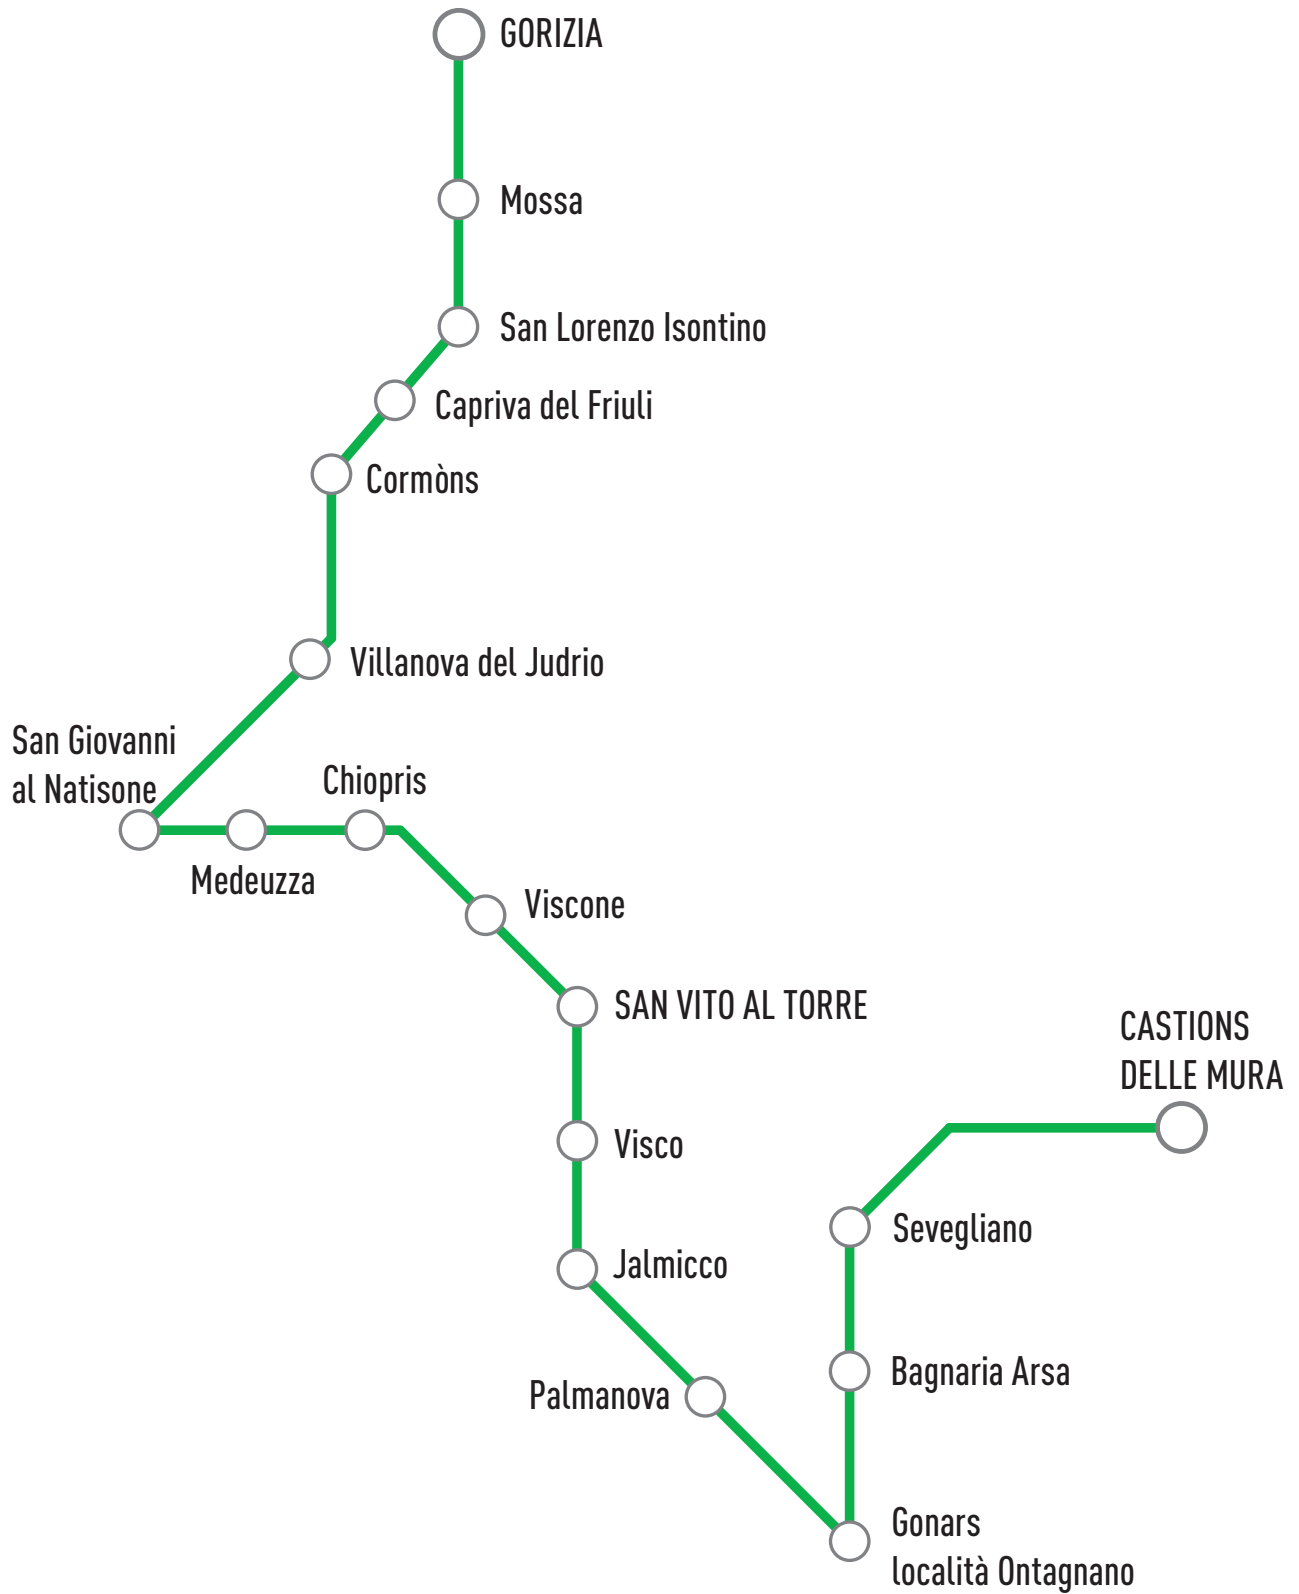 GORIZIA
Mossa
San Lorenzo Isontino
Capriva del Friuli
Cormòns
Villanova del Judrio
San Giovanni
al Natisone
Chiopris
Medeuzza
Viscone
SAN VITO AL TORRE
CASTIONS
DELLE MURA
Visco
Sevegliano
Jalmicco
Bagnaria Arsa
Palmanova
Gonars
località Ontagnano